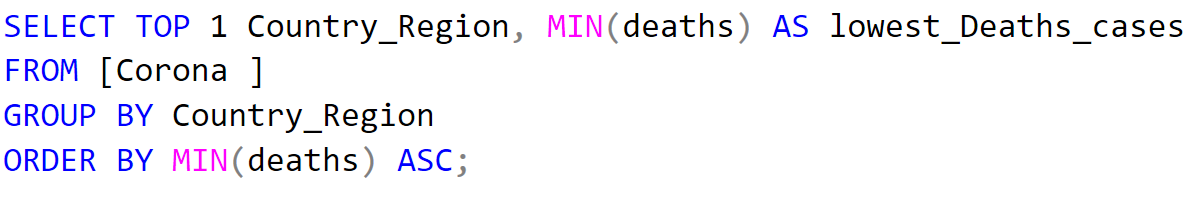 SELECT TOP 1 Country_Region, MIN(deaths) AS lowest_Deaths_cases
FROM [Corona ]
GROUP BY Country_Region
ORDER BY MIN(deaths) ASC;